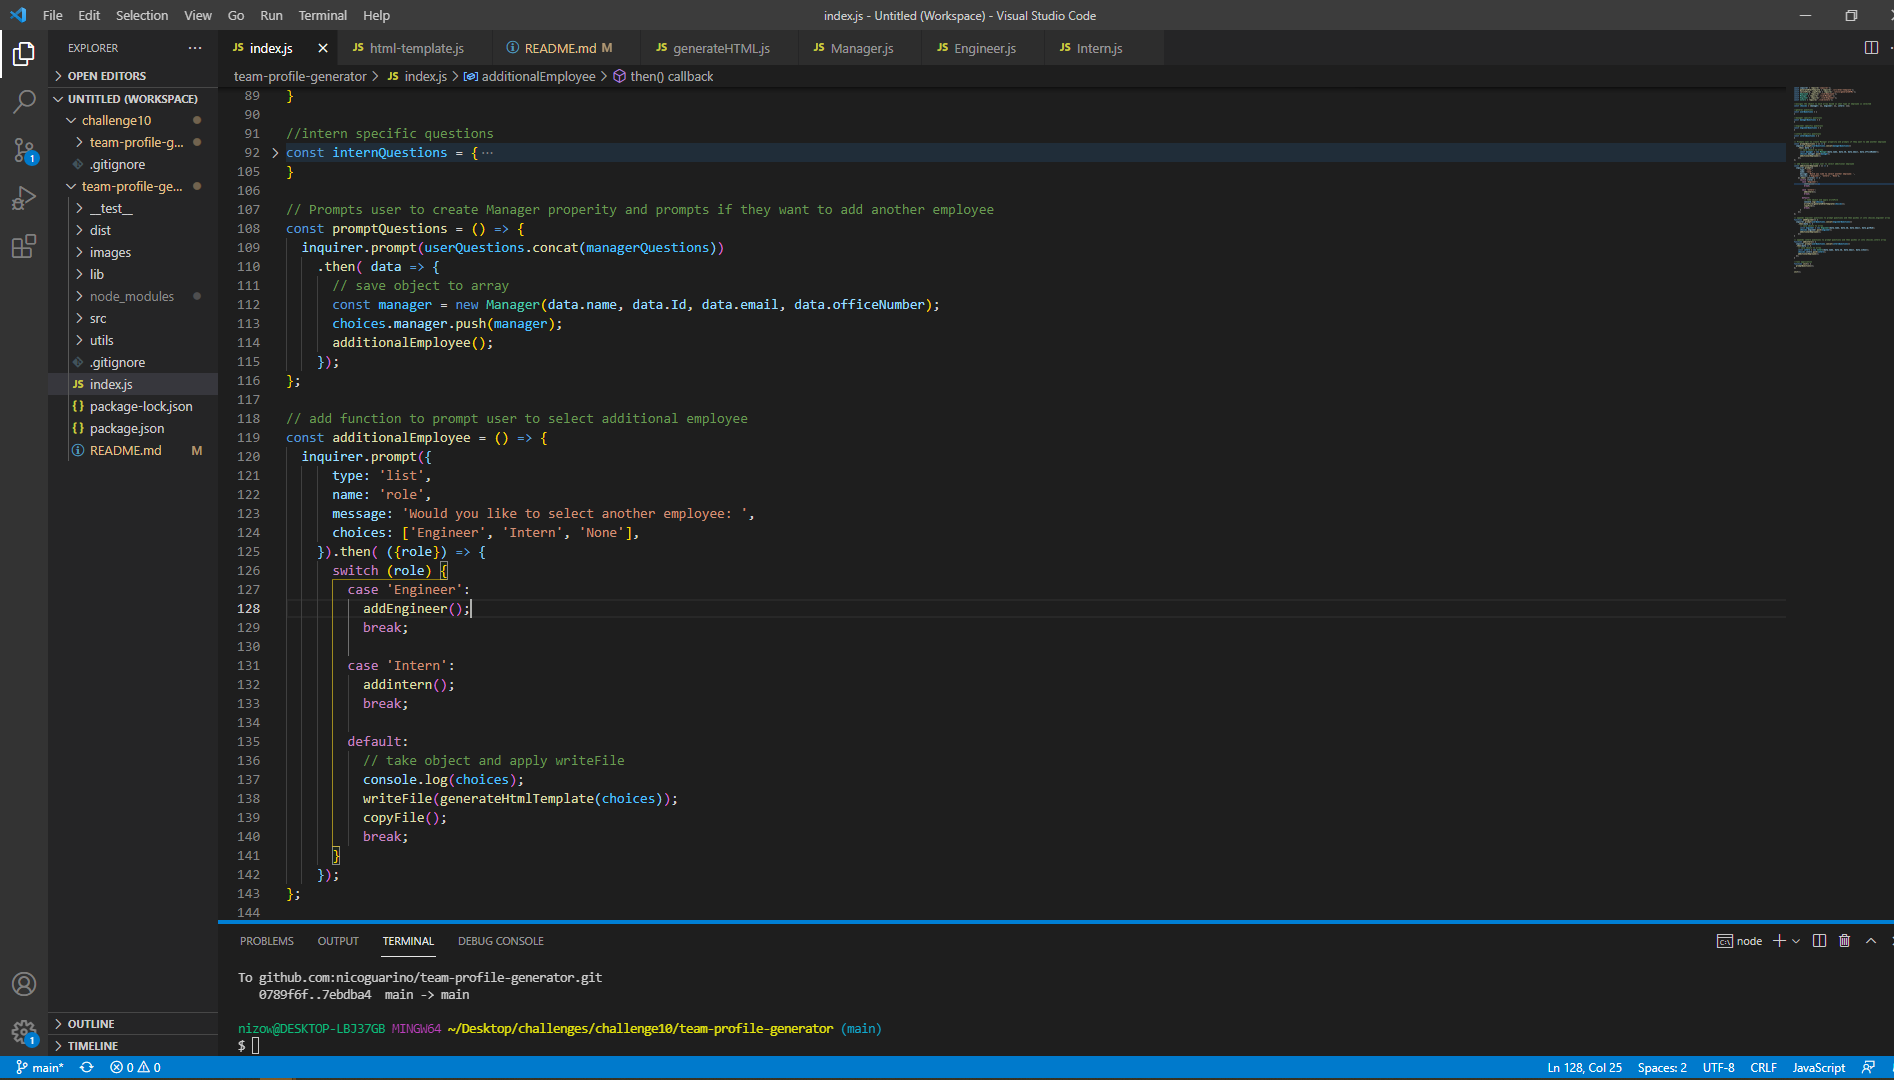 File Edit Selection View Go Run Terminal Help
index.js - Untitled (Workspace) - Visual Studio Code
EXPLORER ···
OPEN EDITORS
UNTITLED (WORKSPACE)
challenge10
team-profile-g...
.gitignore
team-profile-ge...
__test__
dist
images
lib
node_modules
src
utils
.gitignore
JS index.js
{} package-lock.json
{} package.json
README.md M
OUTLINE
TIMELINE
1
1
JS index.js JS html-template.js README.md M JS generateHTML.js JS Manager.js JS Engineer.js JS Intern.js
team-profile-generator > JS index.js > additionalEmployee > then() callback
89 }
90
91 //intern specific questions
92 const internQuestions = { ···
105 }
106
107 // Prompts user to create Manager properity and prompts if they want to add another employee
108 const promptQuestions = () => {
109 inquirer.prompt(userQuestions.concat(managerQuestions))
110 .then( data => {
111 // save object to array
112 const manager = new Manager(data.name, data.Id, data.email, data.officeNumber);
113 choices.manager.push(manager);
114 additionalEmployee();
115 });
116 };
117
118 // add function to prompt user to select additional employee
119 const additionalEmployee = () => {
120 inquirer.prompt({
121 type: 'list',
122 name: 'role',
123 message: 'Would you like to select another employee: ',
124 choices: ['Engineer', 'Intern', 'None'],
125 }).then( ({role}) => {
126 switch (role) {
127 case 'Engineer':
128 addEngineer();
129 break;
130
131 case 'Intern':
132 addintern();
133 break;
134
135 default:
136 // take object and apply writeFile
137 console.log(choices);
138 writeFile(generateHtmlTemplate(choices));
139 copyFile();
140 break;
141 }
142 });
143 };
144
PROBLEMS OUTPUT TERMINAL DEBUG CONSOLE
node
To github.com:nicoguarino/team-profile-generator.git
0789f6f..7ebdba4 main -> main
nizow@DESKTOP-LBJ37GB MINGW64 ~/Desktop/challenges/challenge10/team-profile-generator (main)
$
main* 0 0
Ln 128, Col 25 Spaces: 2 UTF-8 CRLF JavaScript